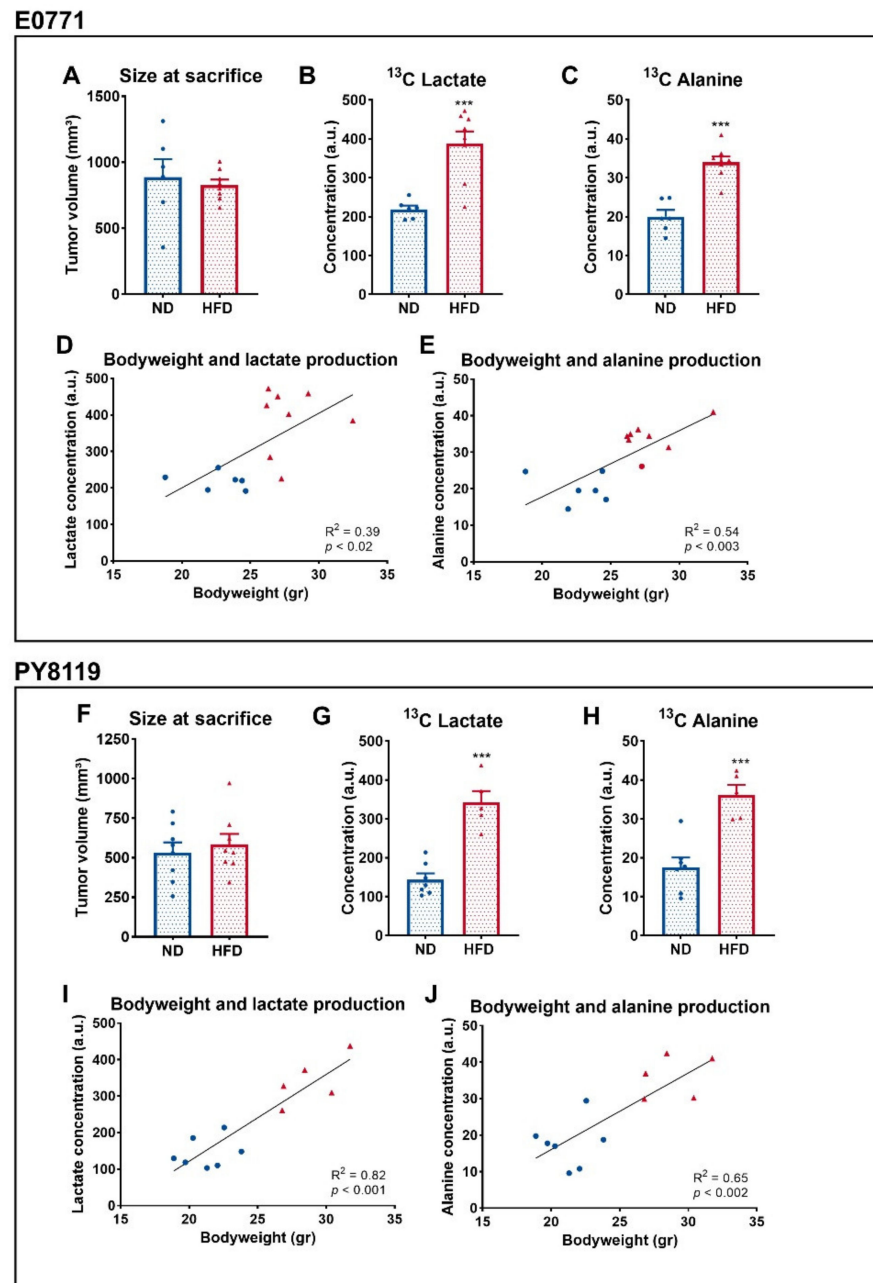 E0771
A Size at sacrifice
Tumor volume (mm³)
1500
1000
500
0
ND HFD
B ¹³C Lactate
Concentration (a.u.)
500
400
300
200
100
0
***
ND HFD
C ¹³C Alanine
Concentration (a.u.)
50
40
30
20
10
0
***
ND HFD
D Bodyweight and lactate production
Lactate concentration (a.u.)
500
400
300
200
100
0
R² = 0.39
p < 0.02
15 20 25 30 35
Bodyweight (gr)
E Bodyweight and alanine production
Alanine concentration (a.u.)
50
40
30
20
10
0
R² = 0.54
p < 0.003
15 20 25 30 35
Bodyweight (gr)
PY8119
F Size at sacrifice
Tumor volume (mm³)
1250
1000
750
500
250
0
ND HFD
G ¹³C Lactate
Concentration (a.u.)
500
400
300
200
100
0
***
ND HFD
H ¹³C Alanine
Concentration (a.u.)
50
40
30
20
10
0
***
ND HFD
I Bodyweight and lactate production
Lactate concentration (a.u.)
500
400
300
200
100
0
R² = 0.82
p < 0.001
15 20 25 30 35
Bodyweight (gr)
J Bodyweight and alanine production
Alanine concentration (a.u.)
50
40
30
20
10
0
R² = 0.65
p < 0.002
15 20 25 30 35
Bodyweight (gr)